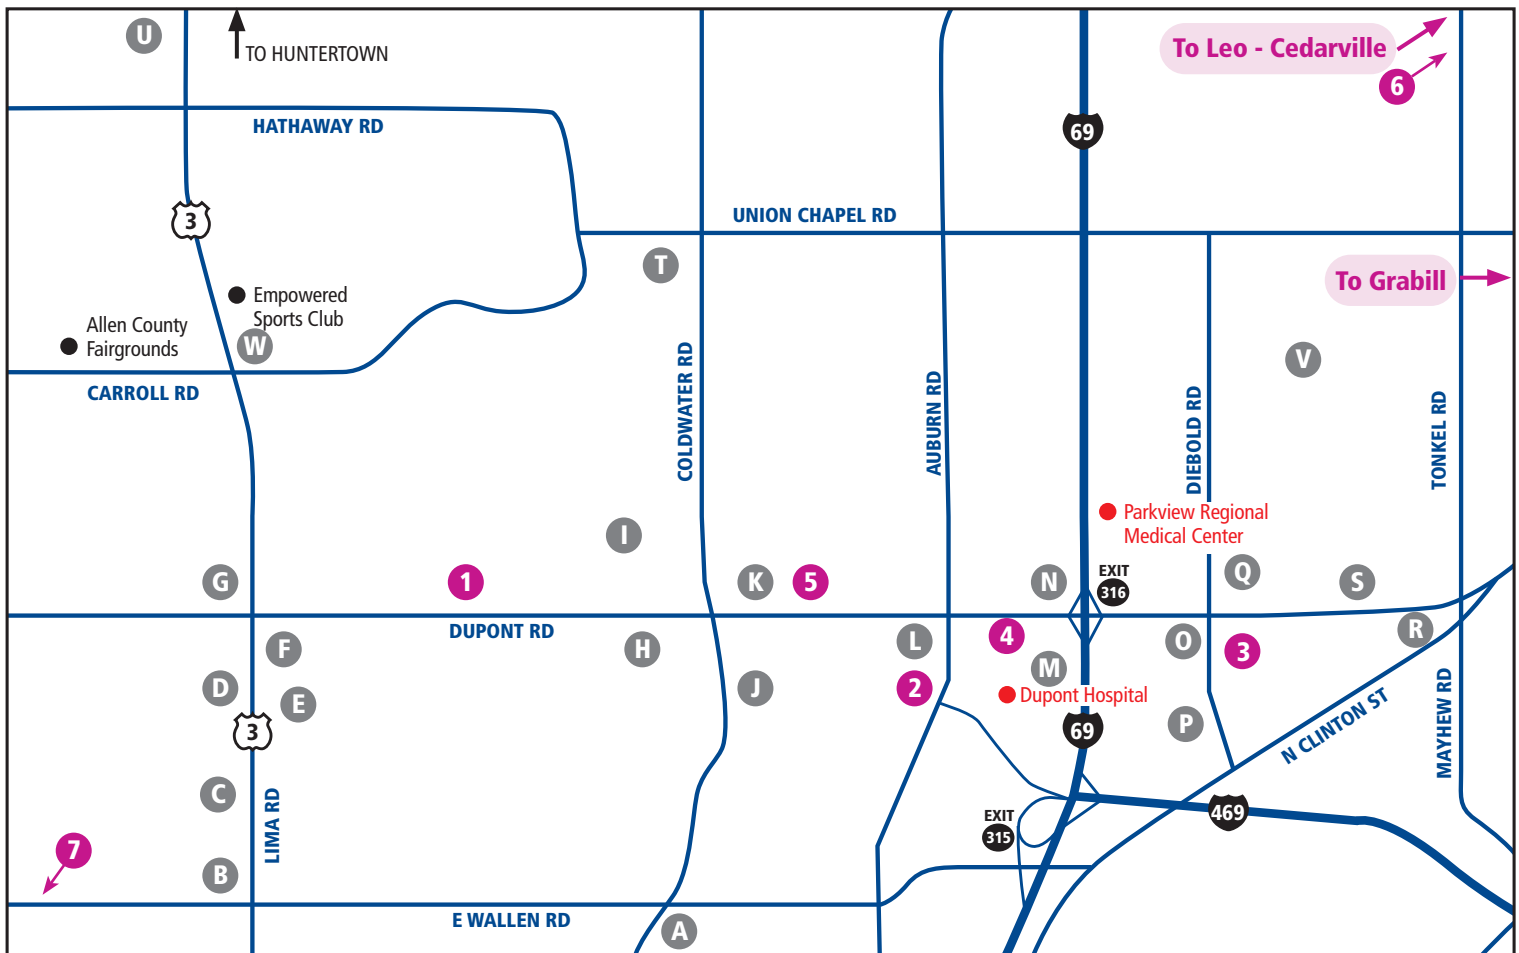 U
TO HUNTERTOWN
To Leo - Cedarville
6
HATHAWAY RD
69
3
UNION CHAPEL RD
T
To Grabill
Empowered
Sports Club
Allen County
Fairgrounds
W
V
CARROLL RD
COLDWATER RD
AUBURN RD
DIEBOLD RD
TONKEL RD
Parkview Regional
Medical Center
I
G
1
K
5
N
EXIT
316
Q
S
DUPONT RD
F
H
L
4
O
3
R
D
E
J
2
M
Dupont Hospital
P
3
69
N CLINTON ST
MAYHEW RD
C
LIMA RD
EXIT
315
469
7
B
E WALLEN RD
A